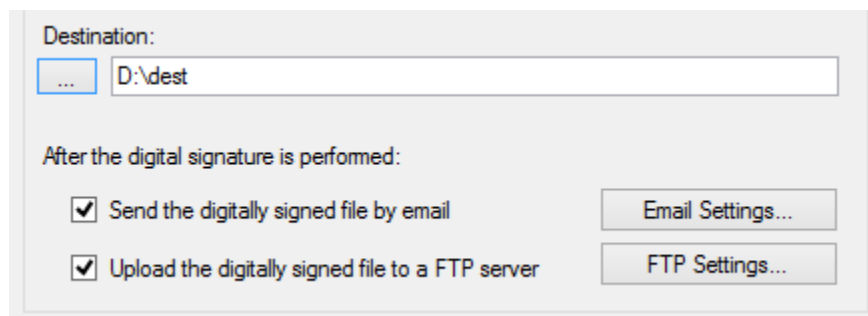 Destination:
... D:\dest
After the digital signature is performed:
Send the digitally signed file by email Email Settings...
Upload the digitally signed file to a FTP server FTP Settings...